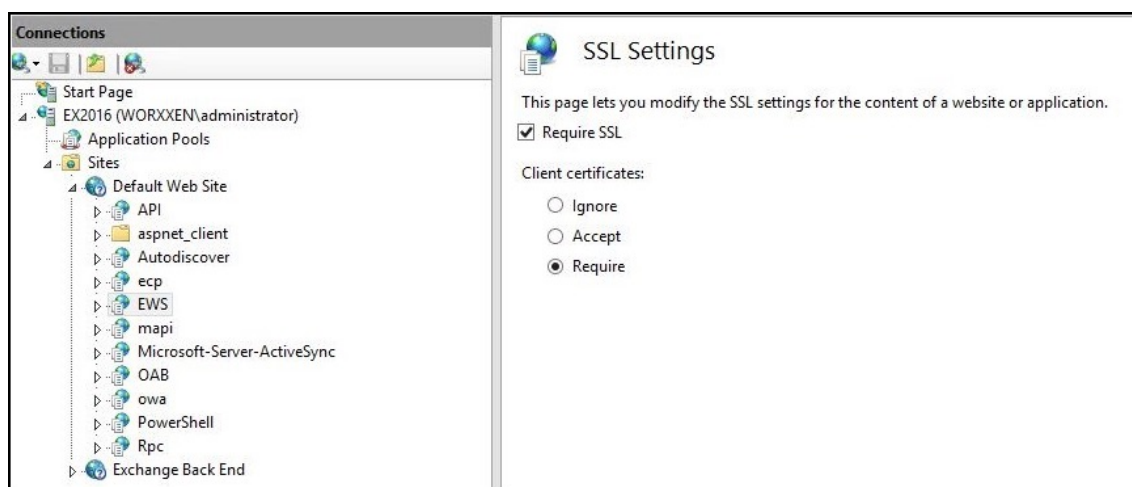 Connections
Start Page
EX2016 (WORXXEN\administrator)
Application Pools
Sites
Default Web Site
API
aspnet_client
Autodiscover
ecp
EWS
mapi
Microsoft-Server-ActiveSync
OAB
owa
PowerShell
Rpc
Exchange Back End
SSL Settings
This page lets you modify the SSL settings for the content of a website or application.
Require SSL
Client certificates:
Ignore
Accept
Require